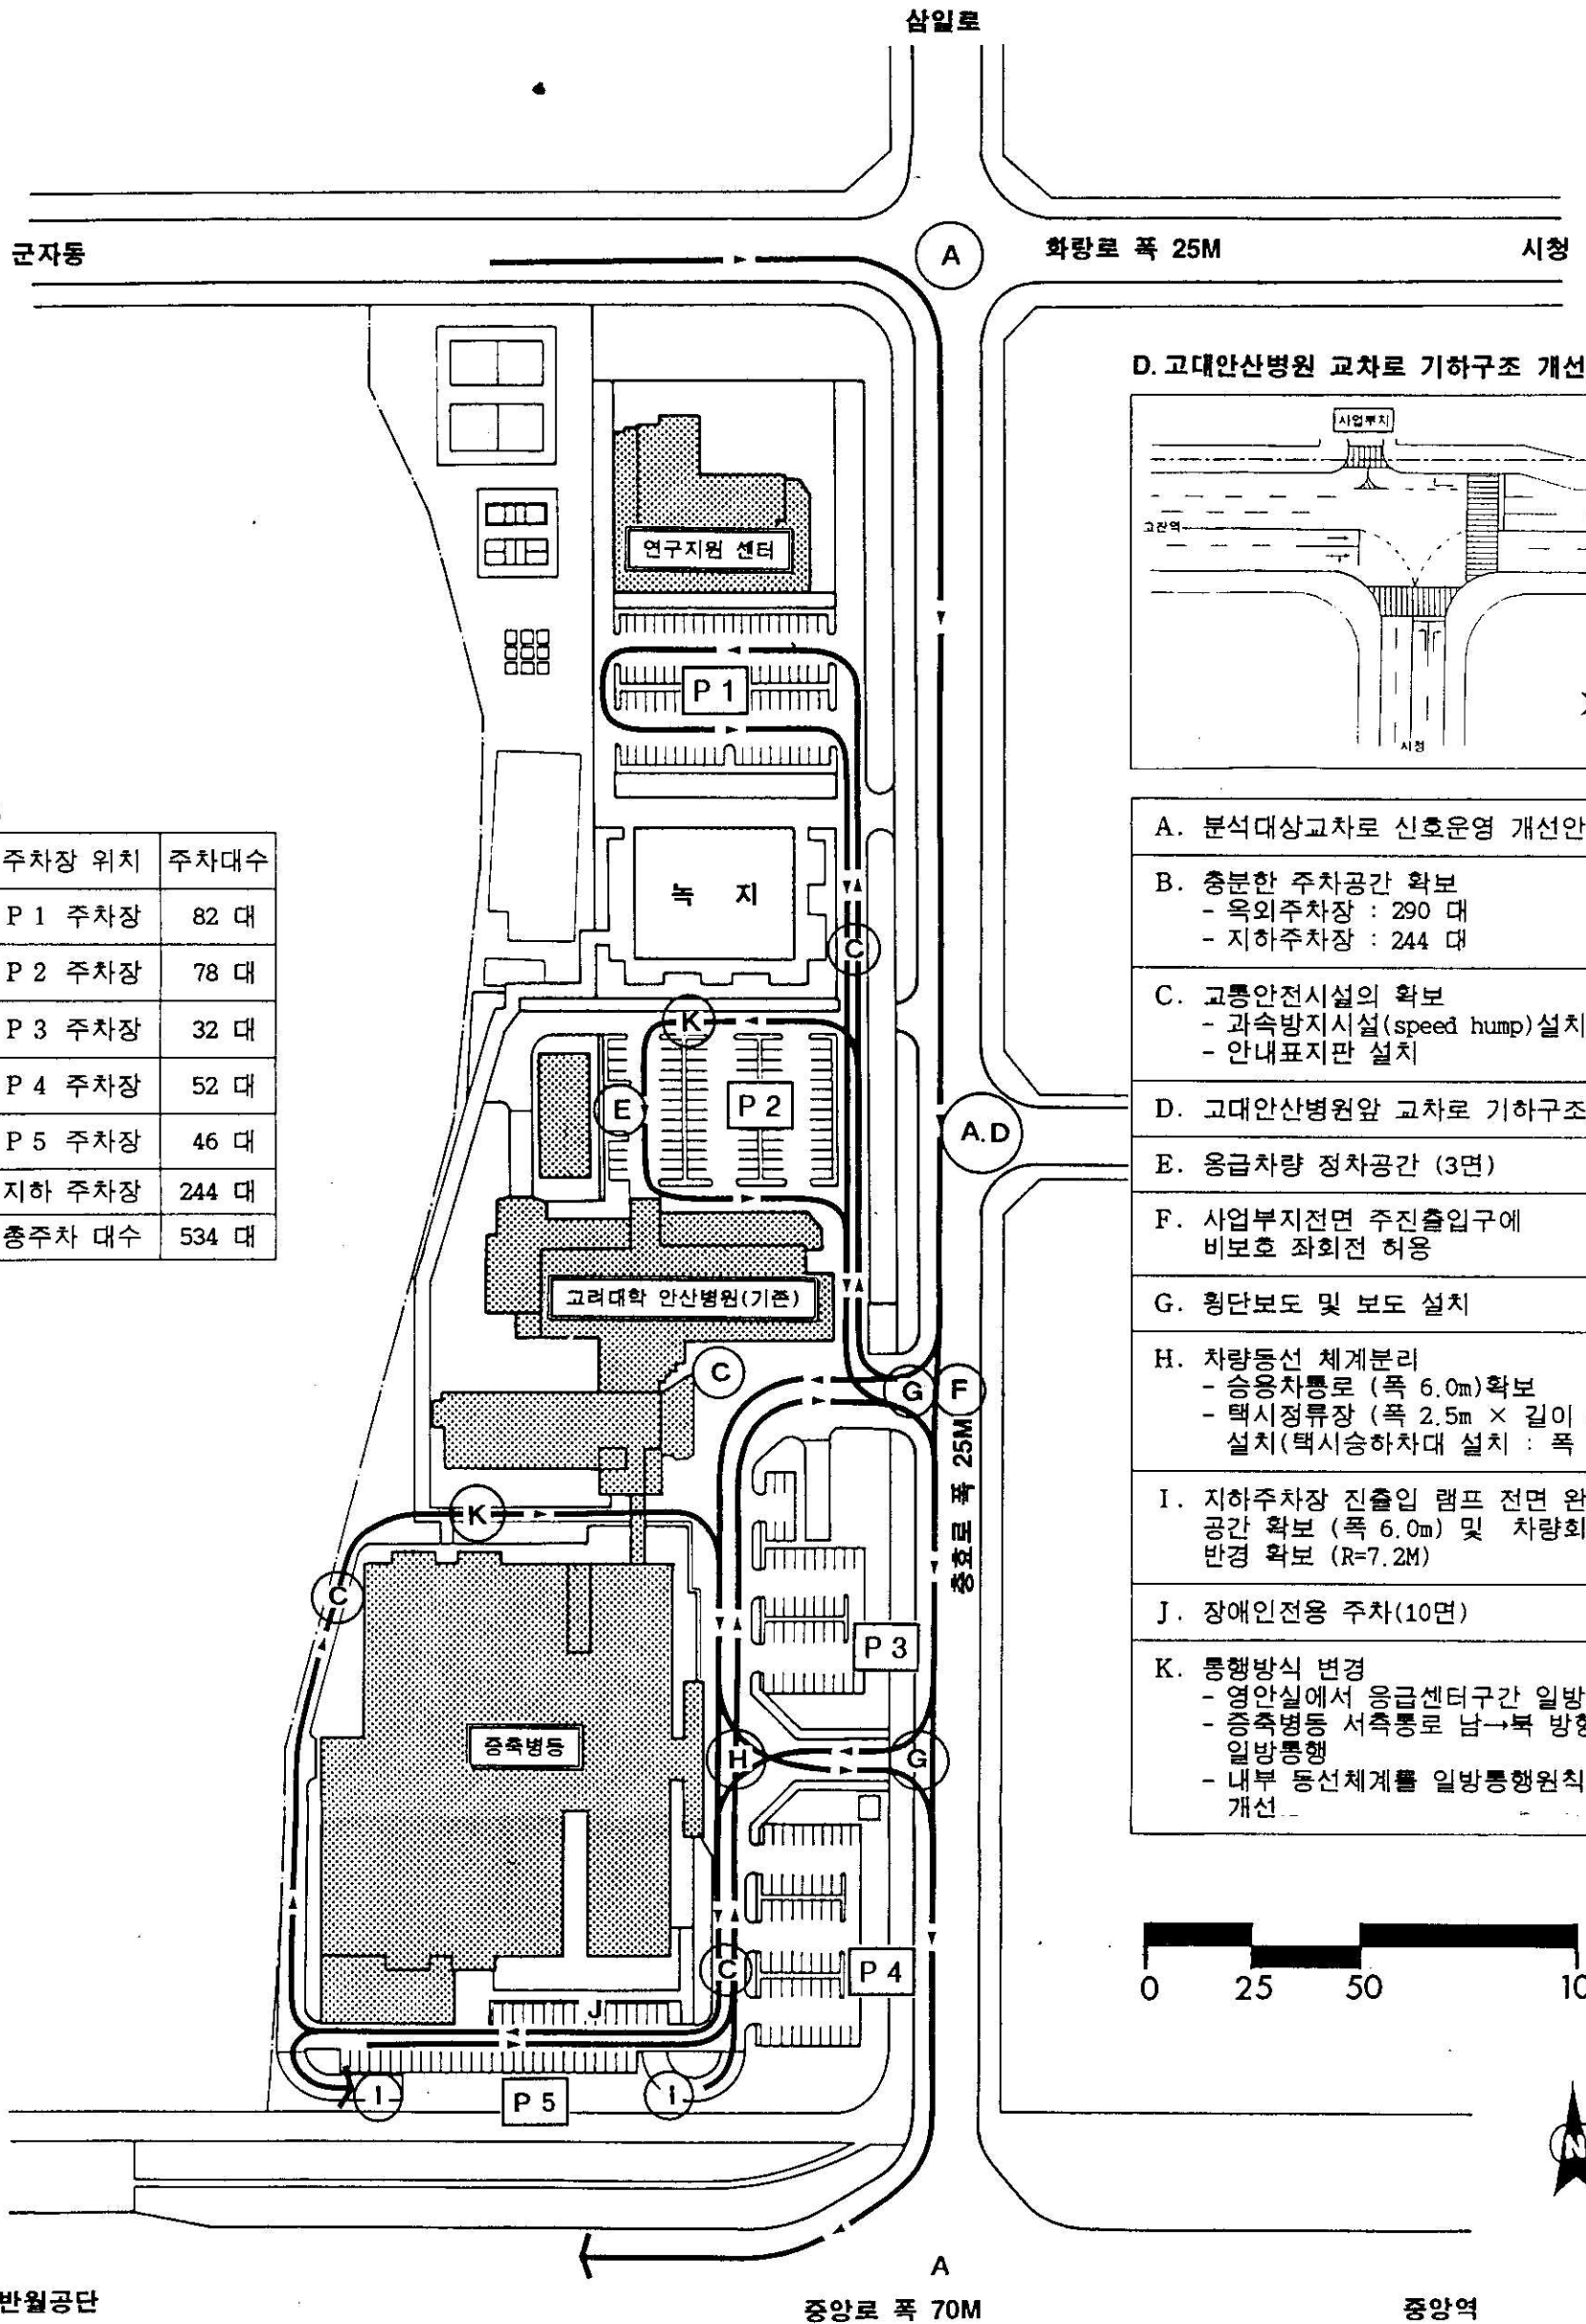 삼일로
군자동
A
화랑로 폭 25M
시청
D. 고대안산병원 교차로 기하구조 개선
사업부지
고잔역
시청
연구지원 센터
P 1
녹 지
C
K
E
P 2
A.D
고려대학 안산병원(기존)
C
G
F
충효로 폭 25M
K
C
P 3
증축병동
H
G
C
P 4
J
I
P 5
I
주차장 위치 주차대수
P 1 주차장 82 대
P 2 주차장 78 대
P 3 주차장 32 대
P 4 주차장 52 대
P 5 주차장 46 대
지하 주차장 244 대
총주차 대수 534 대
A. 분석대상교차로 신호운영 개선안
B. 충분한 주차공간 확보
- 옥외주차장 : 290 대
- 지하주차장 : 244 대
C. 교통안전시설의 확보
- 과속방지시설(speed hump)설치
- 안내표지판 설치
D. 고대안산병원앞 교차로 기하구조
E. 응급차량 정차공간 (3면)
F. 사업부지전면 주진출입구에
비보호 좌회전 허용
G. 횡단보도 및 보도 설치
H. 차량동선 체계분리
- 승용차통로 (폭 6.0m)확보
- 택시정류장 (폭 2.5m × 길이
설치(택시승하차대 설치 : 폭
I. 지하주차장 진출입 램프 전면 완
공간 확보 (폭 6.0m) 및 차량회
반경 확보 (R=7.2M)
J. 장애인전용 주차(10면)
K. 통행방식 변경
- 영안실에서 응급센터구간 일방
- 증축병동 서측통로 남→북 방향
일방통행
- 내부 동선체계를 일방통행원칙
개선
0 25 50 10
N
A
반월공단
중앙로 폭 70M
중앙역